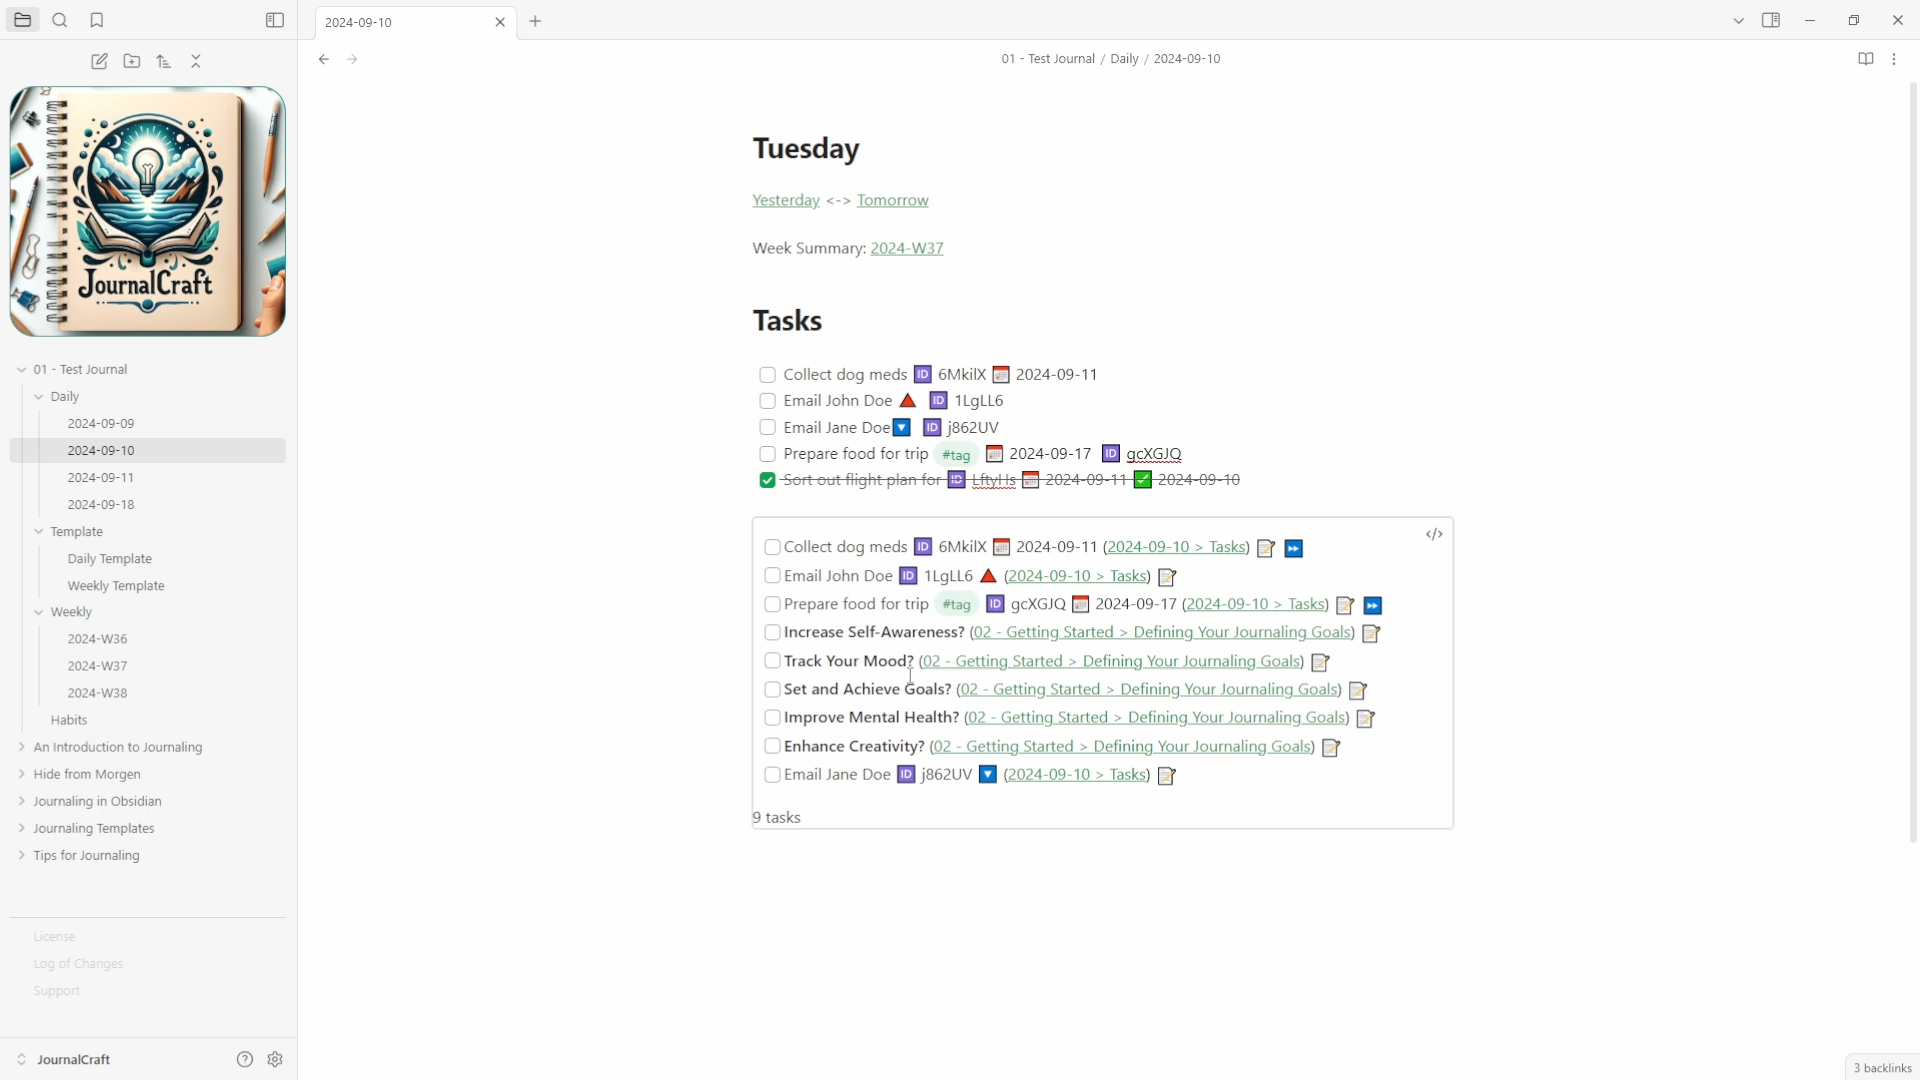 2024-09-10
01 - Test Journal / Daily / 2024-09-10
JournalCraft
01 - Test Journal
Daily
2024-09-09
2024-09-10
2024-09-11
2024-09-18
Template
Daily Template
Weekly Template
Weekly
2024-W36
2024-W37
2024-W38
Habits
An Introduction to Journaling
Hide from Morgen
Journaling in Obsidian
Journaling Templates
Tips for Journaling
License
Log of Changes
Support
JournalCraft
Tuesday
Yesterday <-> Tomorrow
Week Summary: 2024-W37
Tasks
Collect dog meds 🆔 6MkilX 📅 2024-09-11
Email John Doe 🔺 🆔 1LgLL6
Email Jane Doe🔽 🆔 j862UV
Prepare food for trip #tag 📅 2024-09-17 🆔 gcXGJQ
Sort out flight plan for 🆔 LftyHs 📅 2024-09-11 ✅ 2024-09-10
</>
Collect dog meds 🆔 6MkilX 📅 2024-09-11 (2024-09-10 > Tasks) 📝 ⏩
Email John Doe 🆔 1LgLL6 🔺 (2024-09-10 > Tasks) 📝
Prepare food for trip #tag 🆔 gcXGJQ 📅 2024-09-17 (2024-09-10 > Tasks) 📝 ⏩
Increase Self-Awareness? (02 - Getting Started > Defining Your Journaling Goals) 📝
Track Your Mood? (02 - Getting Started > Defining Your Journaling Goals) 📝
Set and Achieve Goals? (02 - Getting Started > Defining Your Journaling Goals) 📝
Improve Mental Health? (02 - Getting Started > Defining Your Journaling Goals) 📝
Enhance Creativity? (02 - Getting Started > Defining Your Journaling Goals) 📝
Email Jane Doe 🆔 j862UV 🔽 (2024-09-10 > Tasks) 📝
9 tasks
3 backlinks